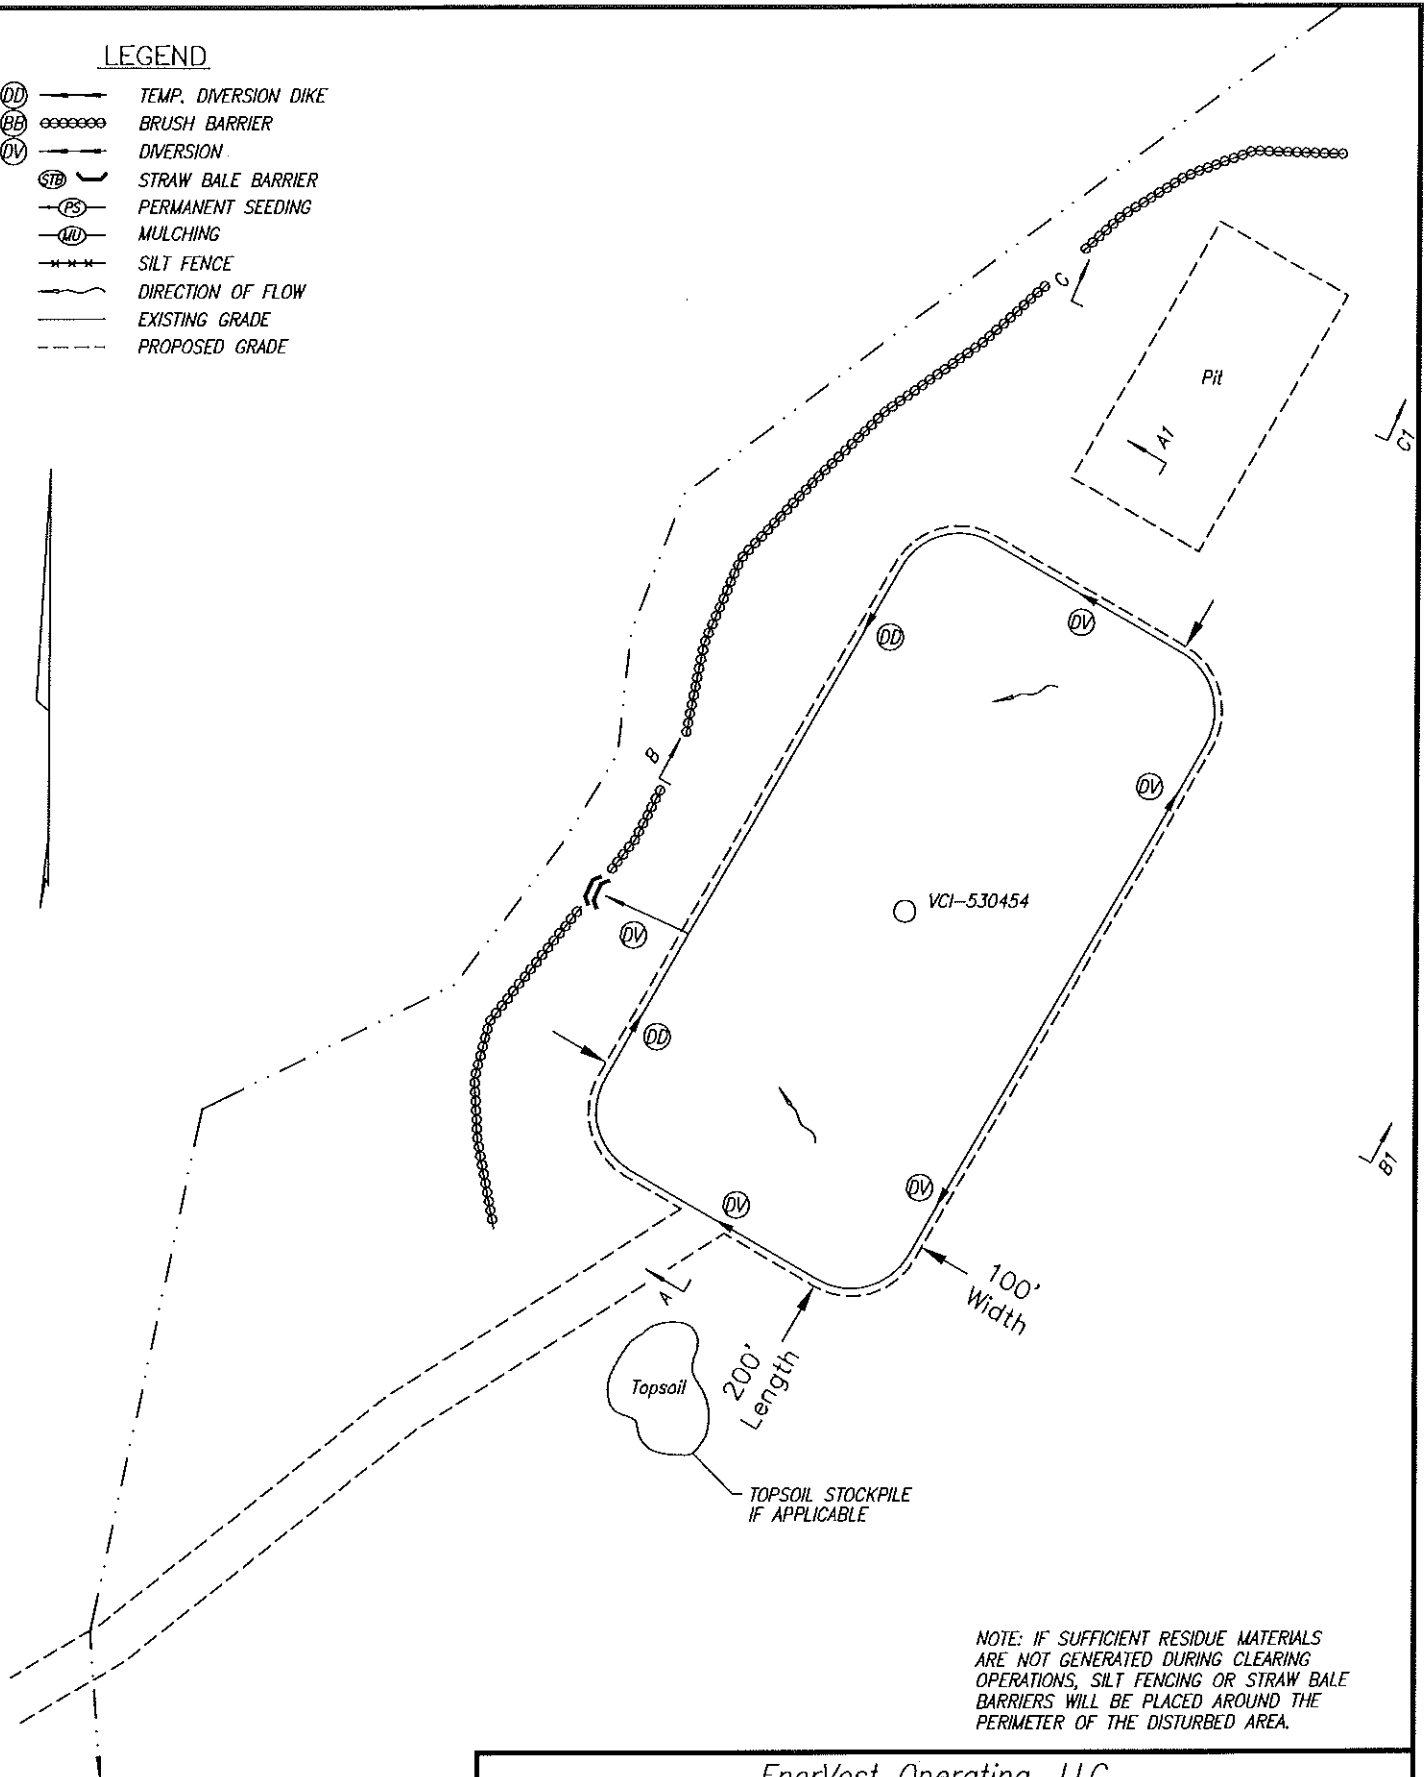 LEGEND
DD TEMP. DIVERSION DIKE
BB BRUSH BARRIER
DV DIVERSION
STB STRAW BALE BARRIER
PS PERMANENT SEEDING
MU MULCHING
SILT FENCE
DIRECTION OF FLOW
EXISTING GRADE
PROPOSED GRADE
C
Pit
A1
C1
DV
DD
B
DV
VCI-530454
DV
DD
B1
DV
DV
100'
Width
A
200'
Length
Topsoil
TOPSOIL STOCKPILE
IF APPLICABLE
NOTE: IF SUFFICIENT RESIDUE MATERIALS
ARE NOT GENERATED DURING CLEARING
OPERATIONS, SILT FENCING OR STRAW BALE
BARRIERS WILL BE PLACED AROUND THE
PERIMETER OF THE DISTURBED AREA.
EnerVest Operating, LLC